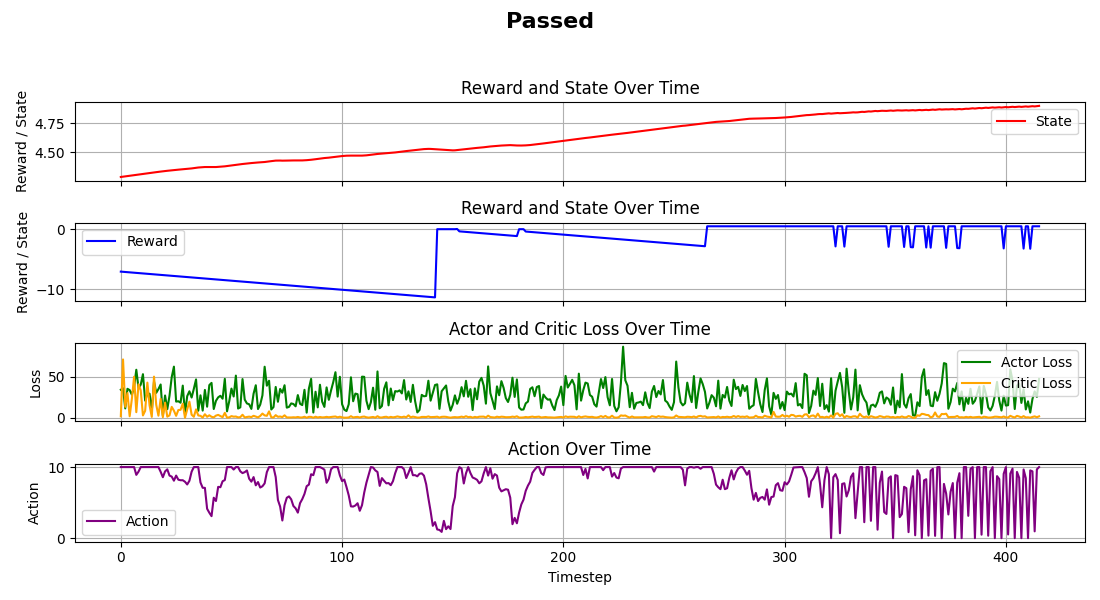 Passed
Reward and State Over Time
Reward / State
4.75
4.50
State
Reward and State Over Time
Reward / State
0
−10
Reward
Actor and Critic Loss Over Time
Loss
50
0
Actor Loss
Critic Loss
Action Over Time
Action
10
0
Action
0 100 200 300 400
Timestep